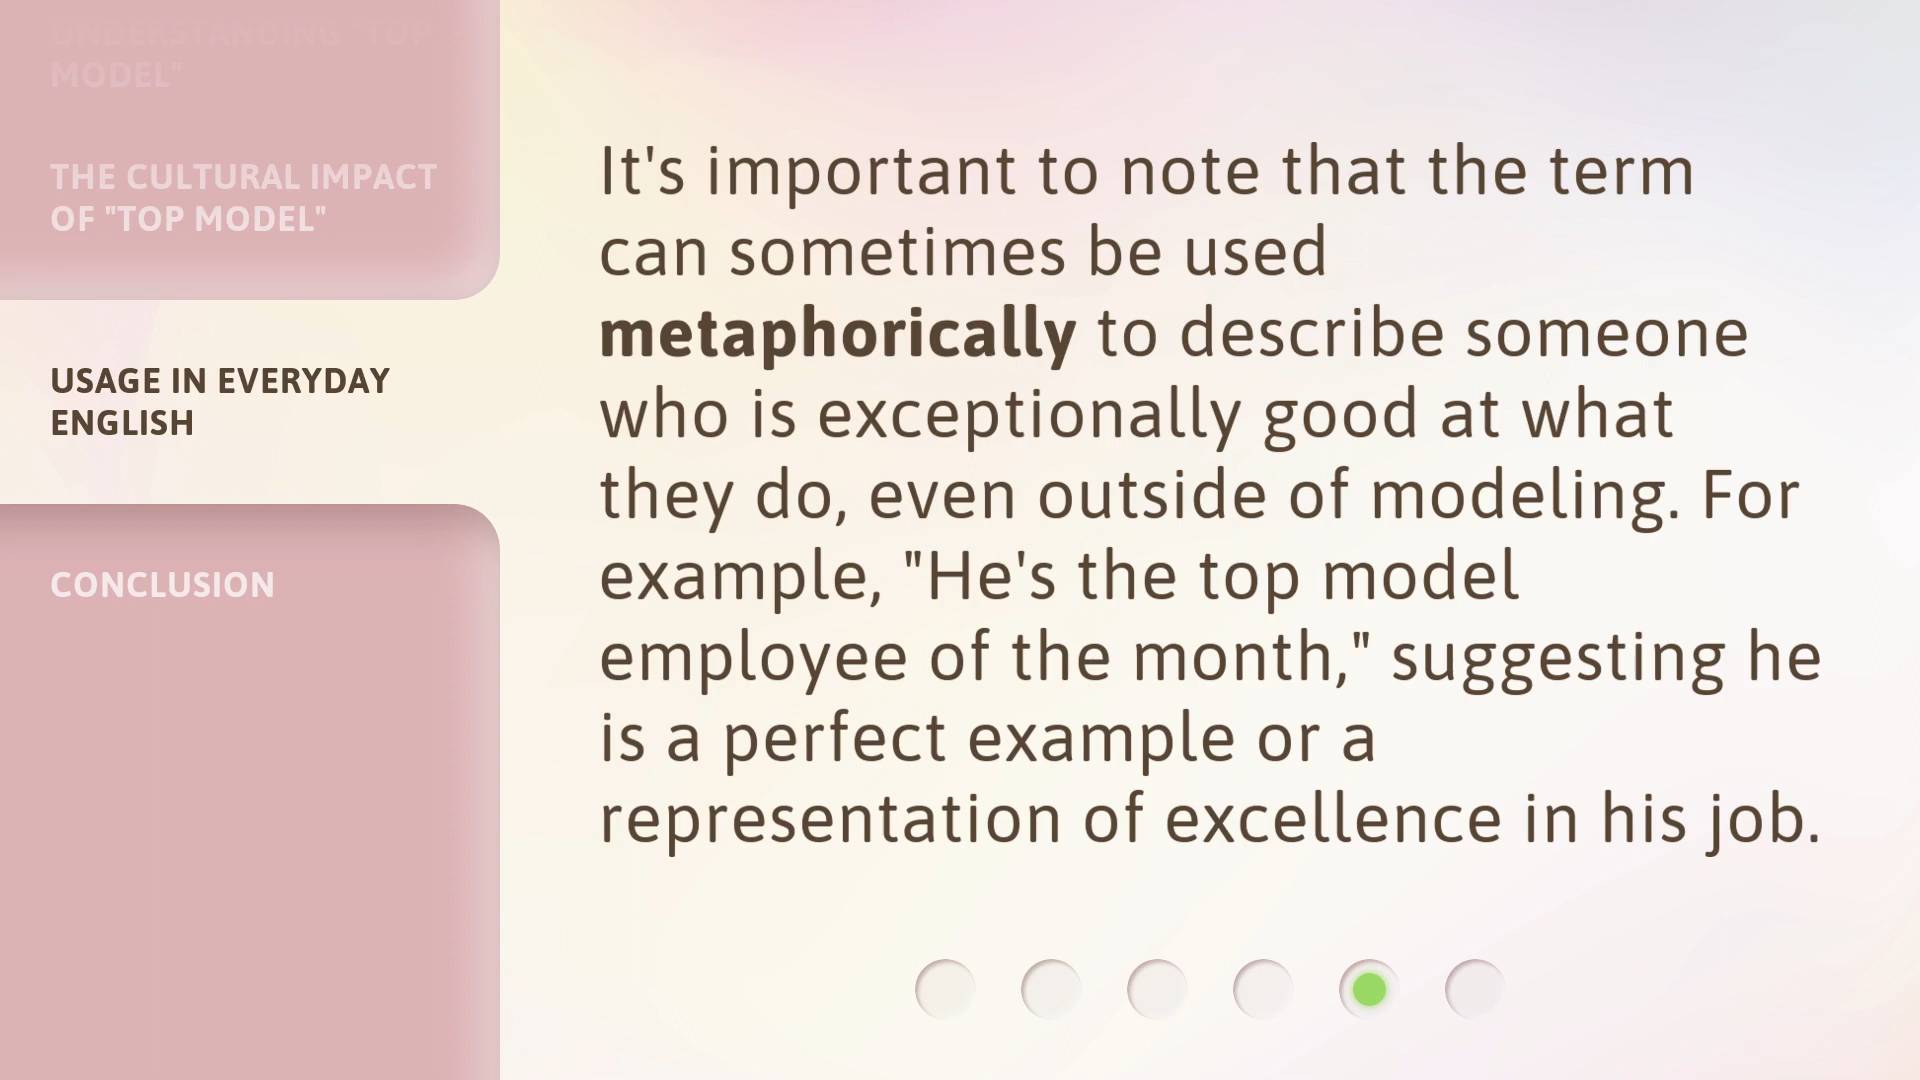 UNDERSTANDING "TOP
MODEL"
THE CULTURAL IMPACT
OF "TOP MODEL"
USAGE IN EVERYDAY
ENGLISH
CONCLUSION
It's important to note that the term
can sometimes be used
metaphorically to describe someone
who is exceptionally good at what
they do, even outside of modeling. For
example, "He's the top model
employee of the month," suggesting he
is a perfect example or a
representation of excellence in his job.